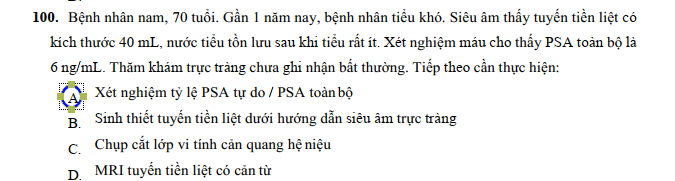 100. Bệnh nhân nam, 70 tuổi. Gần 1 năm nay, bệnh nhân tiểu khó. Siêu âm thấy tuyến tiền liệt có
kích thước 40 mL, nước tiểu tồn lưu sau khi tiểu rất ít. Xét nghiệm máu cho thấy PSA toàn bộ là
6 ng/mL. Thăm khám trực tràng chưa ghi nhận bất thường. Tiếp theo cần thực hiện:
A Xét nghiệm tỷ lệ PSA tự do / PSA toàn bộ
B. Sinh thiết tuyến tiền liệt dưới hướng dẫn siêu âm trực tràng
C. Chụp cắt lớp vi tính cản quang hệ niệu
D. MRI tuyến tiền liệt có cản từ